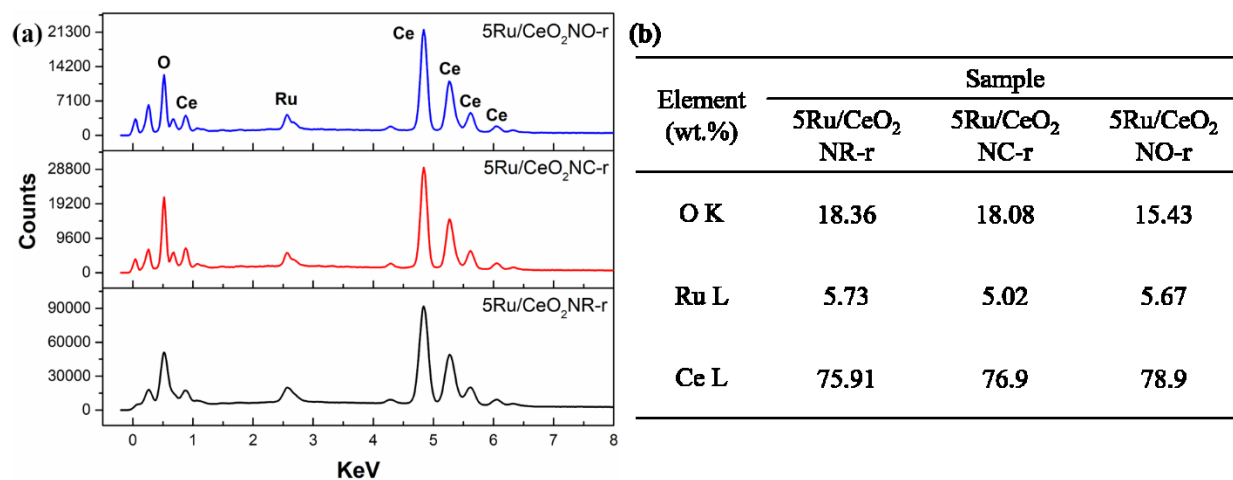 (a)
5Ru/CeO₂NO-r
O
Ce
Ru
Ce
Ce
Ce
Ce
21300
14200
7100
0
5Ru/CeO₂NC-r
28800
19200
9600
0
5Ru/CeO₂NR-r
90000
60000
30000
0
Counts
0 1 2 3 4 5 6 7 8
KeV
(b)
Element (wt.%)
Sample
5Ru/CeO₂ NR-r
5Ru/CeO₂ NC-r
5Ru/CeO₂ NO-r
O K 18.36 18.08 15.43
Ru L 5.73 5.02 5.67
Ce L 75.91 76.9 78.9